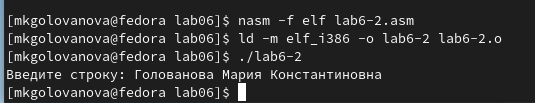 [mkgolovanova@fedora lab06]$ nasm -f elf lab6-2.asm
[mkgolovanova@fedora lab06]$ ld -m elf_i386 -o lab6-2 lab6-2.o
[mkgolovanova@fedora lab06]$ ./lab6-2
Введите строку: Голованова Мария Константиновна
[mkgolovanova@fedora lab06]$